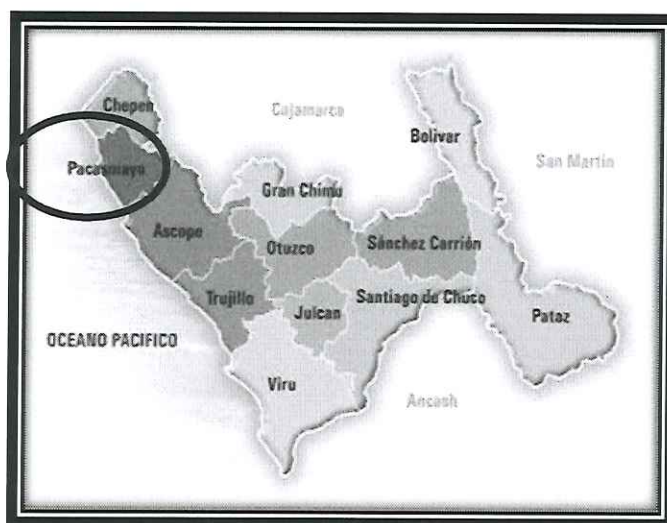 Chepen
Cajamarca
Bolivar
San Martin
Pacasmayo
Gran Chimu
Ascope
Otuzco
Sánchez Carrión
Trujillo
Julcan
Santiago de Chuco
Pataz
OCEANO PACIFICO
Viru
Ancash